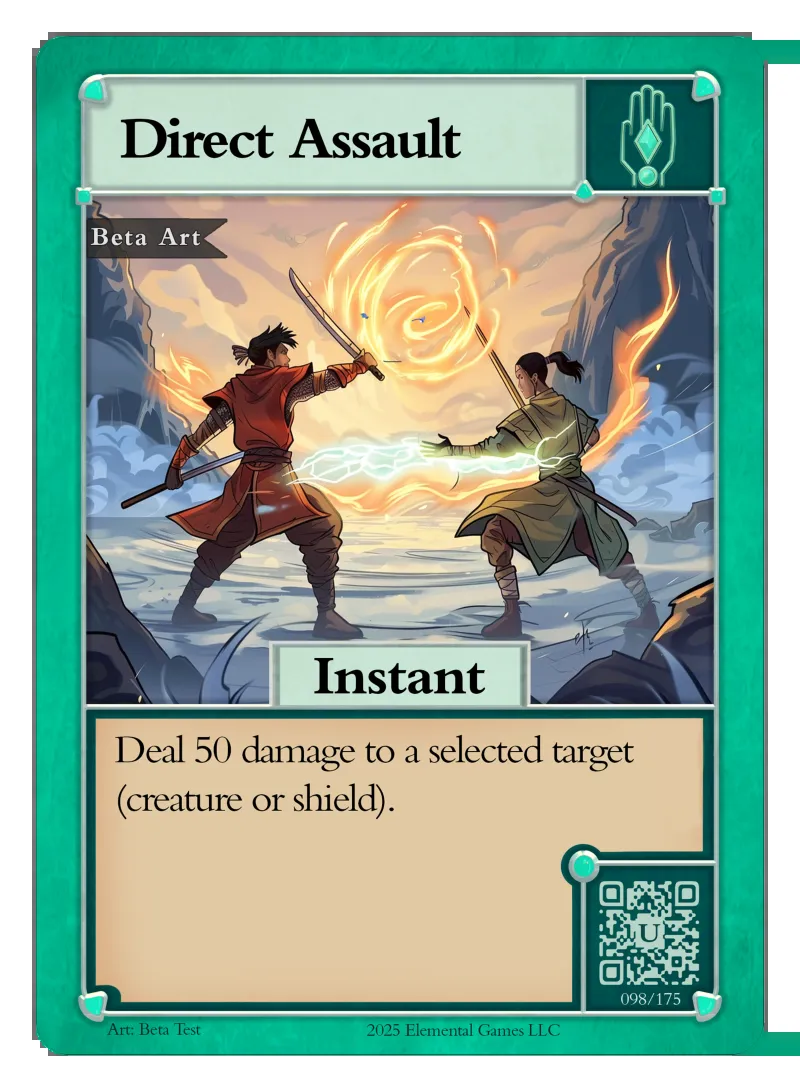 Direct Assault
Beta Art
Instant
Deal 50 damage to a selected target
(creature or shield).
U
098/175
Art: Beta Test
2025 Elemental Games LLC